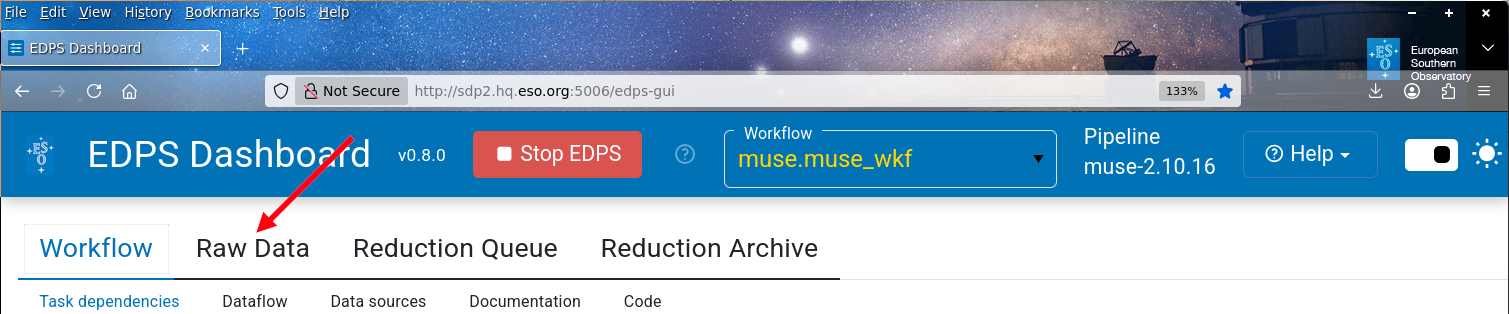 File Edit View History Bookmarks Tools Help
EDPS Dashboard
ESO
European
Southern
Observatory
Not Secure http://sdp2.hq.eso.org:5006/edps-gui 133%
ESO EDPS Dashboard v0.8.0 Stop EDPS ? Workflow
muse.muse_wkf
Pipeline
muse-2.10.16
? Help
Workflow Raw Data Reduction Queue Reduction Archive
Task dependencies Dataflow Data sources Documentation Code